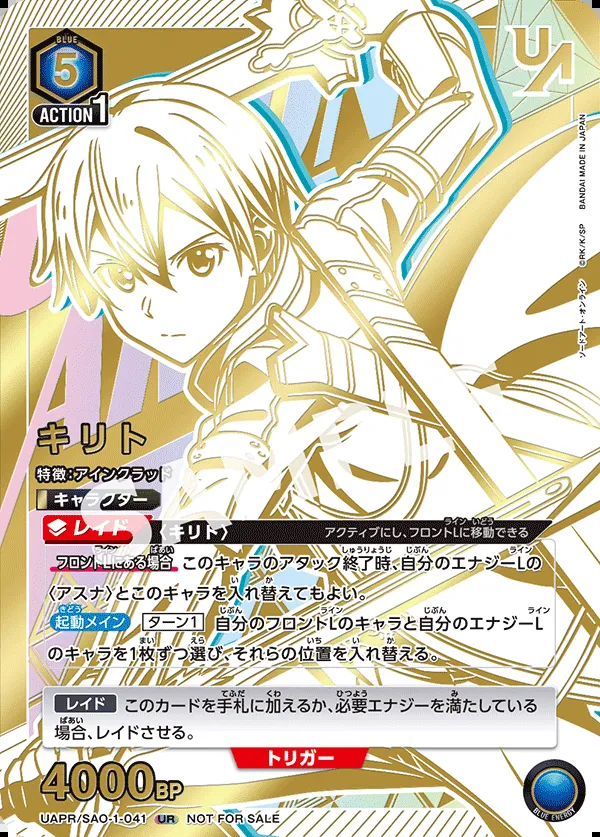 BLUE
5
ACTION 1
UA
BANDAI MADE IN JAPAN
©RK/K/SP
ソードアート・オンライン
キリト
特徴:アインクラッド
キャラクター
レイド 〈キリト〉 アクティブにし、フロントLに移動できる
フロントLにある場合 このキャラのアタック終了時、自分のエナジーLの
〈アスナ〉とこのキャラを入れ替えてもよい。
起動メイン ターン1 自分のフロントLのキャラと自分のエナジーL
のキャラを1枚ずつ選び、それらの位置を入れ替える。
レイド このカードを手札に加えるか、必要エナジーを満たしている
場合、レイドさせる。
トリガー
4000BP
UAPR/SAO-1-041 UR NOT FOR SALE
BLUE ENERGY